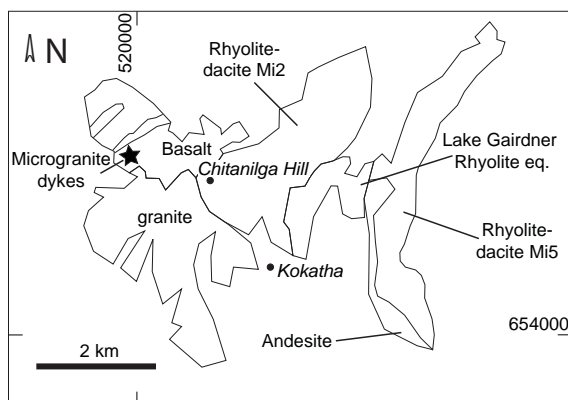 N
520000
Rhyolite-
dacite Mi2
Basalt
Lake Gairdner
Rhyolite eq.
Microgranite
dykes
Chitanilga Hill
granite
Rhyolite-
dacite Mi5
Kokatha
654000
Andesite
2 km